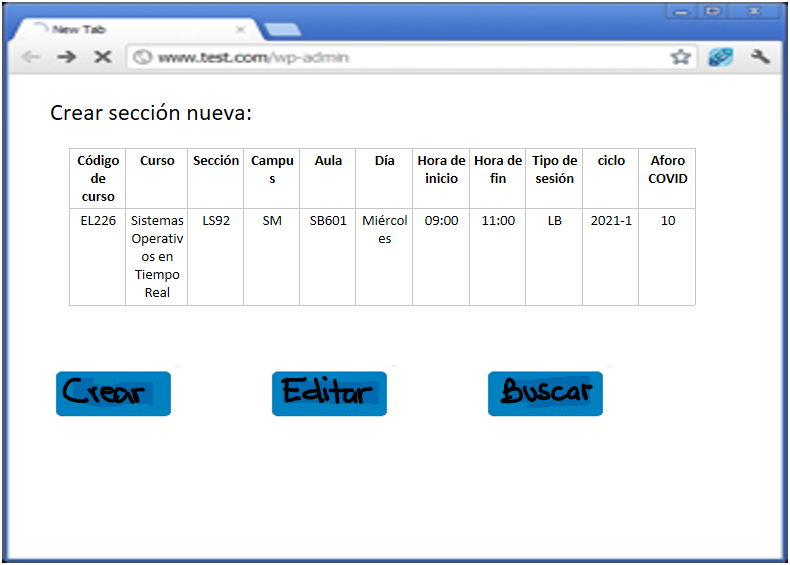 New Tab
www.test.com/wp-admin
Crear sección nueva:
Código de curso Curso Sección Campus Aula Día Hora de inicio Hora de fin Tipo de sesión ciclo Aforo COVID
EL226 Sistemas Operativos en Tiempo Real LS92 SM SB601 Miércoles 09:00 11:00 LB 2021-1 10
Crear Editar Buscar